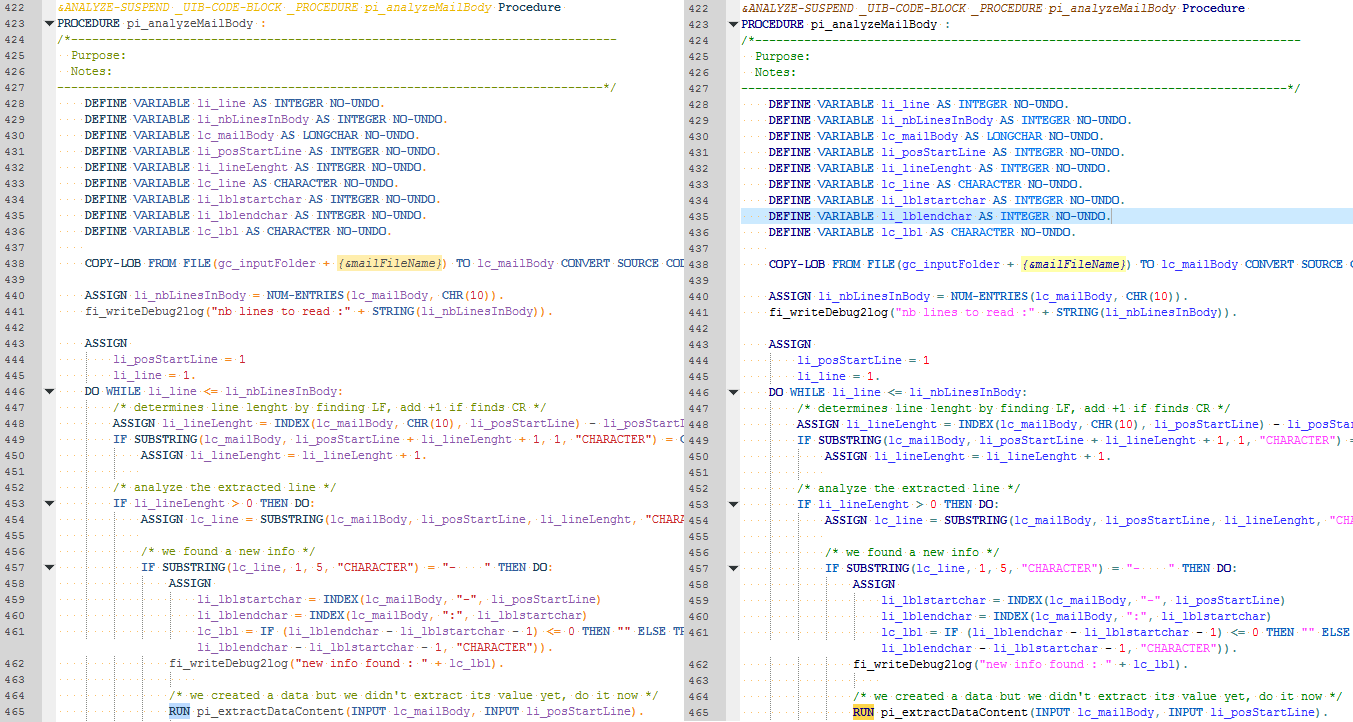 422 &ANALYZE-SUSPEND _UIB-CODE-BLOCK _PROCEDURE pi_analyzeMailBody Procedure
423 PROCEDURE pi_analyzeMailBody :
424 /*------------------------------------------------------------------------------
425 Purpose:
426 Notes:
427 ------------------------------------------------------------------------------*/
428 DEFINE VARIABLE li_line AS INTEGER NO-UNDO.
429 DEFINE VARIABLE li_nbLinesInBody AS INTEGER NO-UNDO.
430 DEFINE VARIABLE lc_mailBody AS LONGCHAR NO-UNDO.
431 DEFINE VARIABLE li_posStartLine AS INTEGER NO-UNDO.
432 DEFINE VARIABLE li_lineLenght AS INTEGER NO-UNDO.
433 DEFINE VARIABLE lc_line AS CHARACTER NO-UNDO.
434 DEFINE VARIABLE li_lblstartchar AS INTEGER NO-UNDO.
435 DEFINE VARIABLE li_lblendchar AS INTEGER NO-UNDO.
436 DEFINE VARIABLE lc_lbl AS CHARACTER NO-UNDO.
437
438 COPY-LOB FROM FILE(gc_inputFolder + {&mailFileName}) TO lc_mailBody CONVERT SOURCE COD
439
440 ASSIGN li_nbLinesInBody = NUM-ENTRIES(lc_mailBody, CHR(10)).
441 fi_writeDebug2log("nb lines to read :" + STRING(li_nbLinesInBody)).
442
443 ASSIGN
444 li_posStartLine = 1
445 li_line = 1.
446 DO WHILE li_line <= li_nbLinesInBody:
447 /* determines line lenght by finding LF, add +1 if finds CR */
448 ASSIGN li_lineLenght = INDEX(lc_mailBody, CHR(10), li_posStartLine) - li_posStartL
449 IF SUBSTRING(lc_mailBody, li_posStartLine + li_lineLenght + 1, 1, "CHARACTER") = C
450 ASSIGN li_lineLenght = li_lineLenght + 1.
451
452 /* analyze the extracted line */
453 IF li_lineLenght > 0 THEN DO:
454 ASSIGN lc_line = SUBSTRING(lc_mailBody, li_posStartLine, li_lineLenght, "CHARA
455
456 /* we found a new info */
457 IF SUBSTRING(lc_line, 1, 5, "CHARACTER") = "-    " THEN DO:
458 ASSIGN
459 li_lblstartchar = INDEX(lc_mailBody, "-", li_posStartLine)
460 li_lblendchar = INDEX(lc_mailBody, ":", li_lblstartchar)
461 lc_lbl = IF (li_lblendchar - li_lblstartchar - 1) <= 0 THEN "" ELSE TR
li_lblendchar - li_lblstartchar - 1, "CHARACTER")).
462 fi_writeDebug2log("new info found : " + lc_lbl).
463
464 /* we created a data but we didn't extract its value yet, do it now */
465 RUN pi_extractDataContent(INPUT lc_mailBody, INPUT li_posStartLine).
422 &ANALYZE-SUSPEND _UIB-CODE-BLOCK _PROCEDURE pi_analyzeMailBody Procedure
423 PROCEDURE pi_analyzeMailBody :
424 /*------------------------------------------------------------------------------
425 Purpose:
426 Notes:
427 ------------------------------------------------------------------------------*/
428 DEFINE VARIABLE li_line AS INTEGER NO-UNDO.
429 DEFINE VARIABLE li_nbLinesInBody AS INTEGER NO-UNDO.
430 DEFINE VARIABLE lc_mailBody AS LONGCHAR NO-UNDO.
431 DEFINE VARIABLE li_posStartLine AS INTEGER NO-UNDO.
432 DEFINE VARIABLE li_lineLenght AS INTEGER NO-UNDO.
433 DEFINE VARIABLE lc_line AS CHARACTER NO-UNDO.
434 DEFINE VARIABLE li_lblstartchar AS INTEGER NO-UNDO.
435 DEFINE VARIABLE li_lblendchar AS INTEGER NO-UNDO.
436 DEFINE VARIABLE lc_lbl AS CHARACTER NO-UNDO.
437
438 COPY-LOB FROM FILE(gc_inputFolder + {&mailFileName}) TO lc_mailBody CONVERT SOURCE
439
440 ASSIGN li_nbLinesInBody = NUM-ENTRIES(lc_mailBody, CHR(10)).
441 fi_writeDebug2log("nb lines to read :" + STRING(li_nbLinesInBody)).
442
443 ASSIGN
444 li_posStartLine = 1
445 li_line = 1.
446 DO WHILE li_line <= li_nbLinesInBody:
447 /* determines line lenght by finding LF, add +1 if finds CR */
448 ASSIGN li_lineLenght = INDEX(lc_mailBody, CHR(10), li_posStartLine) - li_posStar
449 IF SUBSTRING(lc_mailBody, li_posStartLine + li_lineLenght + 1, 1, "CHARACTER") =
450 ASSIGN li_lineLenght = li_lineLenght + 1.
451
452 /* analyze the extracted line */
453 IF li_lineLenght > 0 THEN DO:
454 ASSIGN lc_line = SUBSTRING(lc_mailBody, li_posStartLine, li_lineLenght, "CHA
455
456 /* we found a new info */
457 IF SUBSTRING(lc_line, 1, 5, "CHARACTER") = "-    " THEN DO:
458 ASSIGN
459 li_lblstartchar = INDEX(lc_mailBody, "-", li_posStartLine)
460 li_lblendchar = INDEX(lc_mailBody, ":", li_lblstartchar)
461 lc_lbl = IF (li_lblendchar - li_lblstartchar - 1) <= 0 THEN "" ELSE
li_lblendchar - li_lblstartchar - 1, "CHARACTER")).
462 fi_writeDebug2log("new info found : " + lc_lbl).
463
464 /* we created a data but we didn't extract its value yet, do it now */
465 RUN pi_extractDataContent(INPUT lc_mailBody, INPUT li_posStartLine).